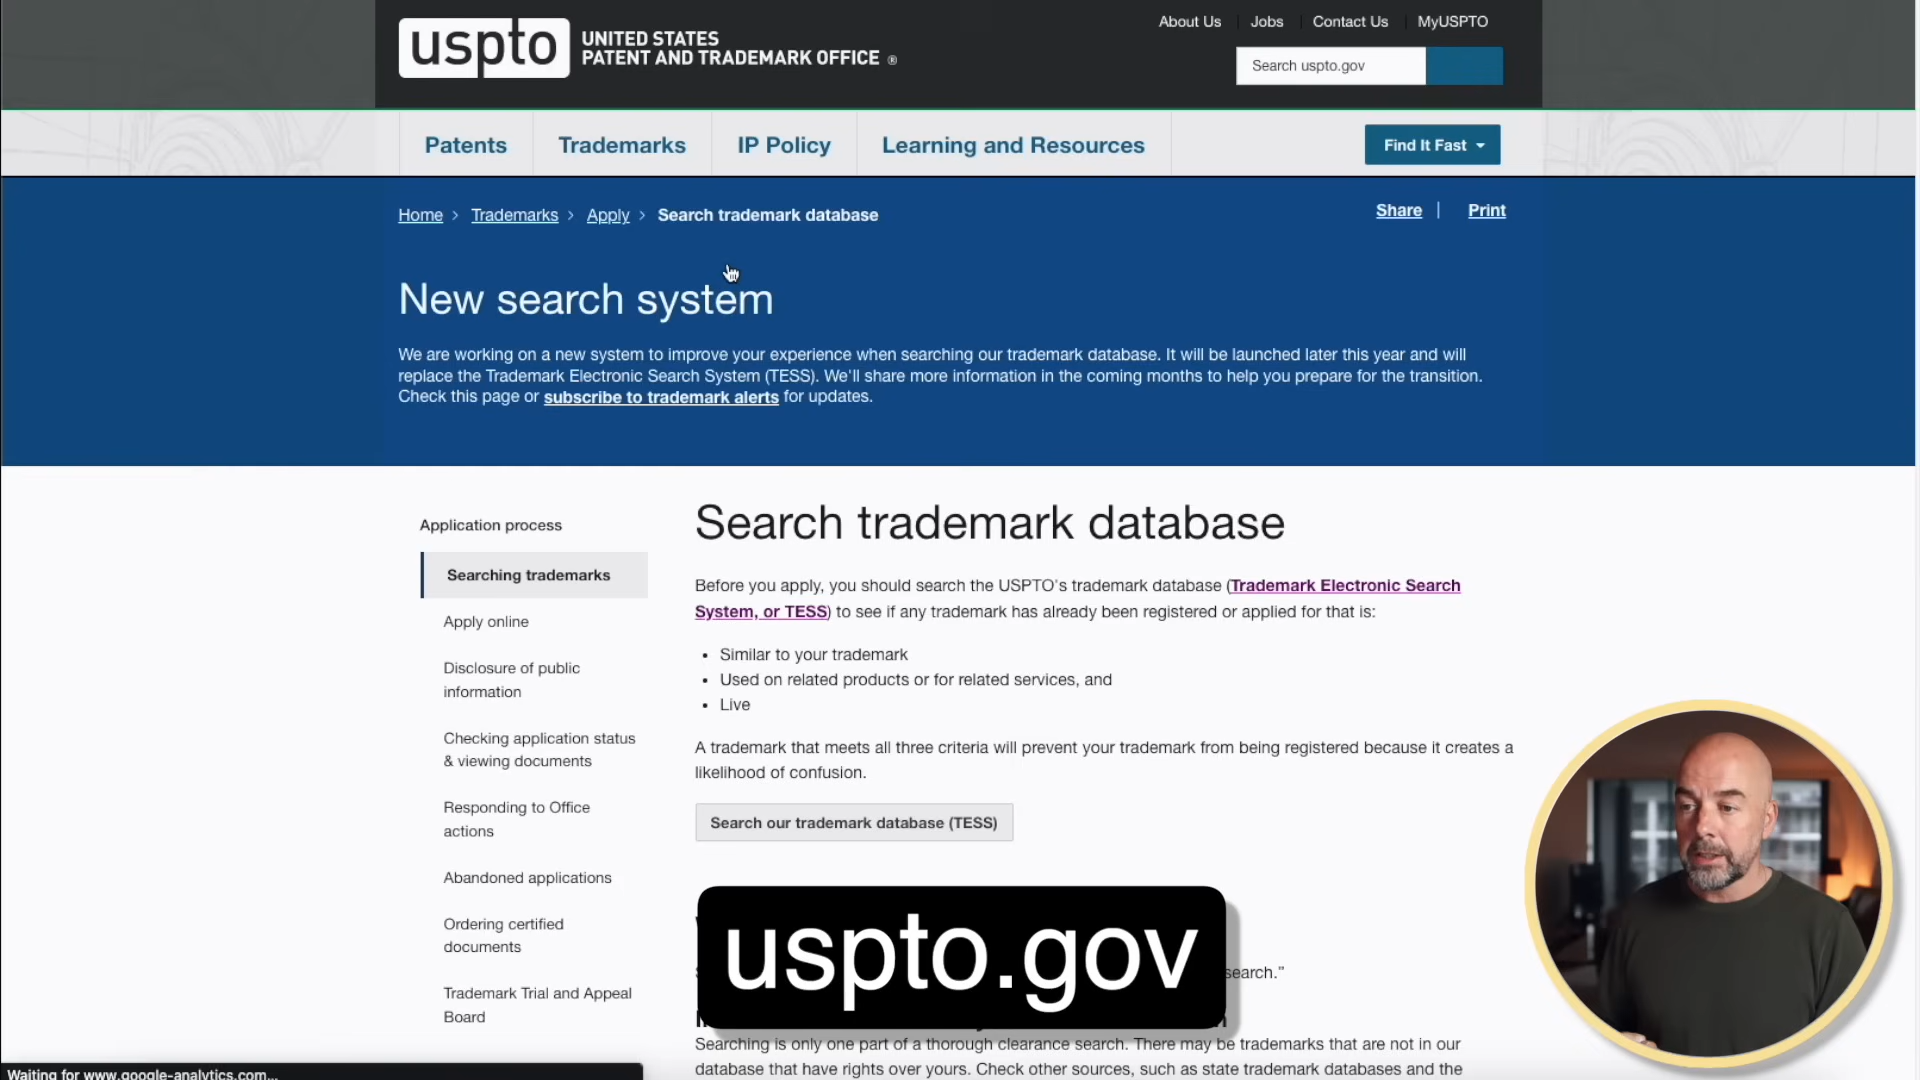 About Us
Jobs
Contact Us
MyUSPTO
uspto
UNITED STATES
PATENT AND TRADEMARK OFFICE ®
Search uspto.gov
Patents
Trademarks
IP Policy
Learning and Resources
Find It Fast
Home > Trademarks > Apply > Search trademark database
Share | Print
New search system
We are working on a new system to improve your experience when searching our trademark database. It will be launched later this year and will
replace the Trademark Electronic Search System (TESS). We'll share more information in the coming months to help you prepare for the transition.
Check this page or subscribe to trademark alerts for updates.
Application process
Searching trademarks
Apply online
Disclosure of public
information
Checking application status
& viewing documents
Responding to Office
actions
Abandoned applications
Ordering certified
documents
Trademark Trial and Appeal
Board
Search trademark database
Before you apply, you should search the USPTO's trademark database (Trademark Electronic Search
System, or TESS) to see if any trademark has already been registered or applied for that is:
• Similar to your trademark
• Used on related products or for related services, and
• Live
A trademark that meets all three criteria will prevent your trademark from being registered because it creates a
likelihood of confusion.
Search our trademark database (TESS)
uspto.gov
search.”
Searching is only one part of a thorough clearance search. There may be trademarks that are not in our
database that have rights over yours. Check other sources, such as state trademark databases and the
Waiting for www.google-analytics.com...